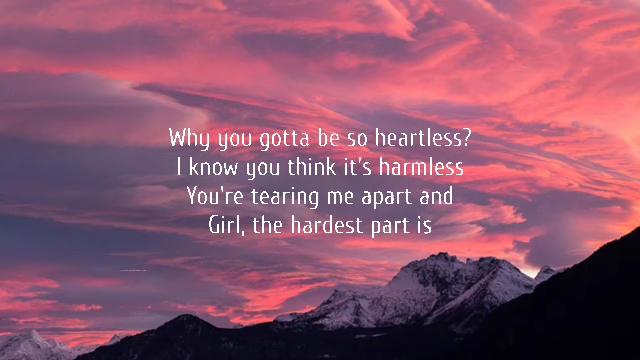 Why you gotta be so heartless?
I know you think it's harmless
You're tearing me apart and
Girl, the hardest part is